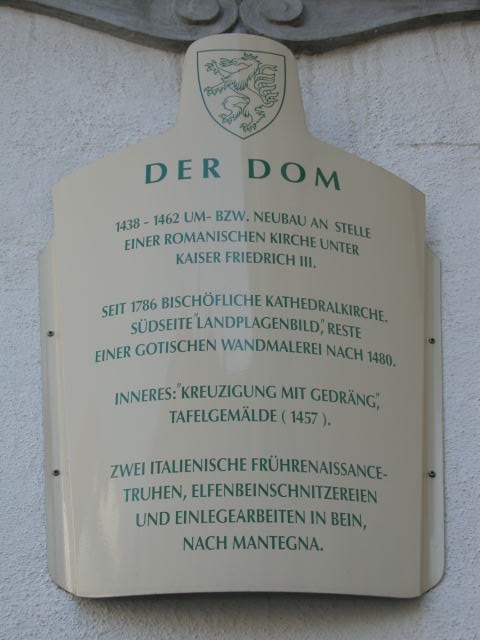 DER DOM
1438 - 1462 UM- BZW. NEUBAU AN STELLE
EINER ROMANISCHEN KIRCHE UNTER
KAISER FRIEDRICH III.
SEIT 1786 BISCHÖFLICHE KATHEDRALKIRCHE.
SÜDSEITE "LANDPLAGENBILD", RESTE
EINER GOTISCHEN WANDMALEREI NACH 1480.
INNERES: "KREUZIGUNG MIT GEDRÄNG",
TAFELGEMÄLDE ( 1457 ).
ZWEI ITALIENISCHE FRÜHRENAISSANCE-
TRUHEN, ELFENBEINSCHNITZEREIEN
UND EINLEGEARBEITEN IN BEIN,
NACH MANTEGNA.